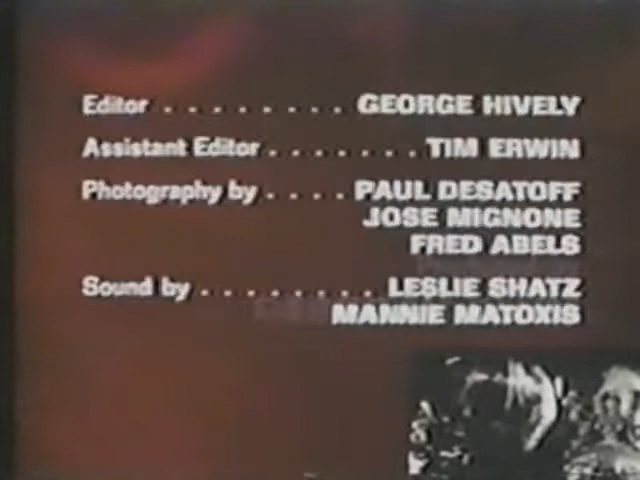 Editor . . . . . . . . GEORGE HIVELY
Assistant Editor . . . . . . . TIM ERWIN
Photography by . . . . PAUL DESATOFF
JOSE MIGNONE
FRED ABELS
Sound by . . . . . . . . LESLIE SHATZ
MANNIE MATOXIS